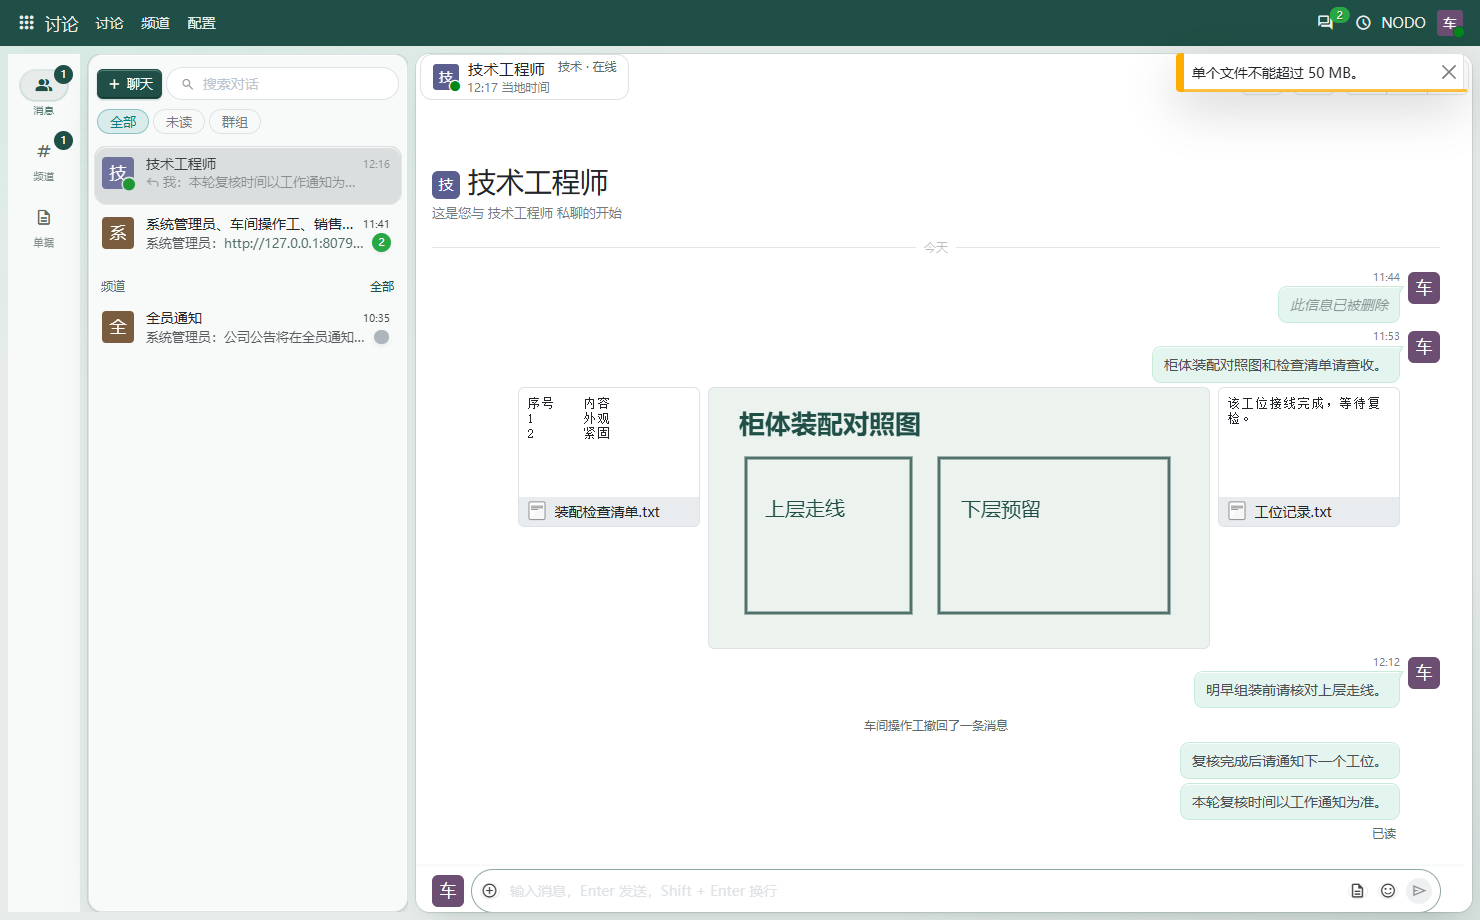 讨论 讨论 频道 配置
2 NODO 车
1
消息
1
频道
单据
聊天 搜索对话
全部 未读 群组
技 技术工程师 12:16
我：本轮复核时间以工作通知为...
系 系统管理员、车间操作工、销售... 11:41
系统管理员：http://127.0.0.1:8079... 2
频道 全部
全 全员通知 10:35
系统管理员：公司公告将在全员通知...
技 技术工程师 技术 · 在线
12:17 当地时间
单个文件不能超过 50 MB。
技 技术工程师
这是您与 技术工程师 私聊的开始
今天
11:44
此信息已被删除 车
11:53
柜体装配对照图和检查清单请查收。 车
序号 内容
1 外观
2 紧固
装配检查清单.txt
柜体装配对照图
上层走线 下层预留
该工位接线完成，等待复
检。
工位记录.txt
12:12
明早组装前请核对上层走线。 车
车间操作工撤回了一条消息
复核完成后请通知下一个工位。
本轮复核时间以工作通知为准。
已读
车 输入消息，Enter 发送，Shift + Enter 换行